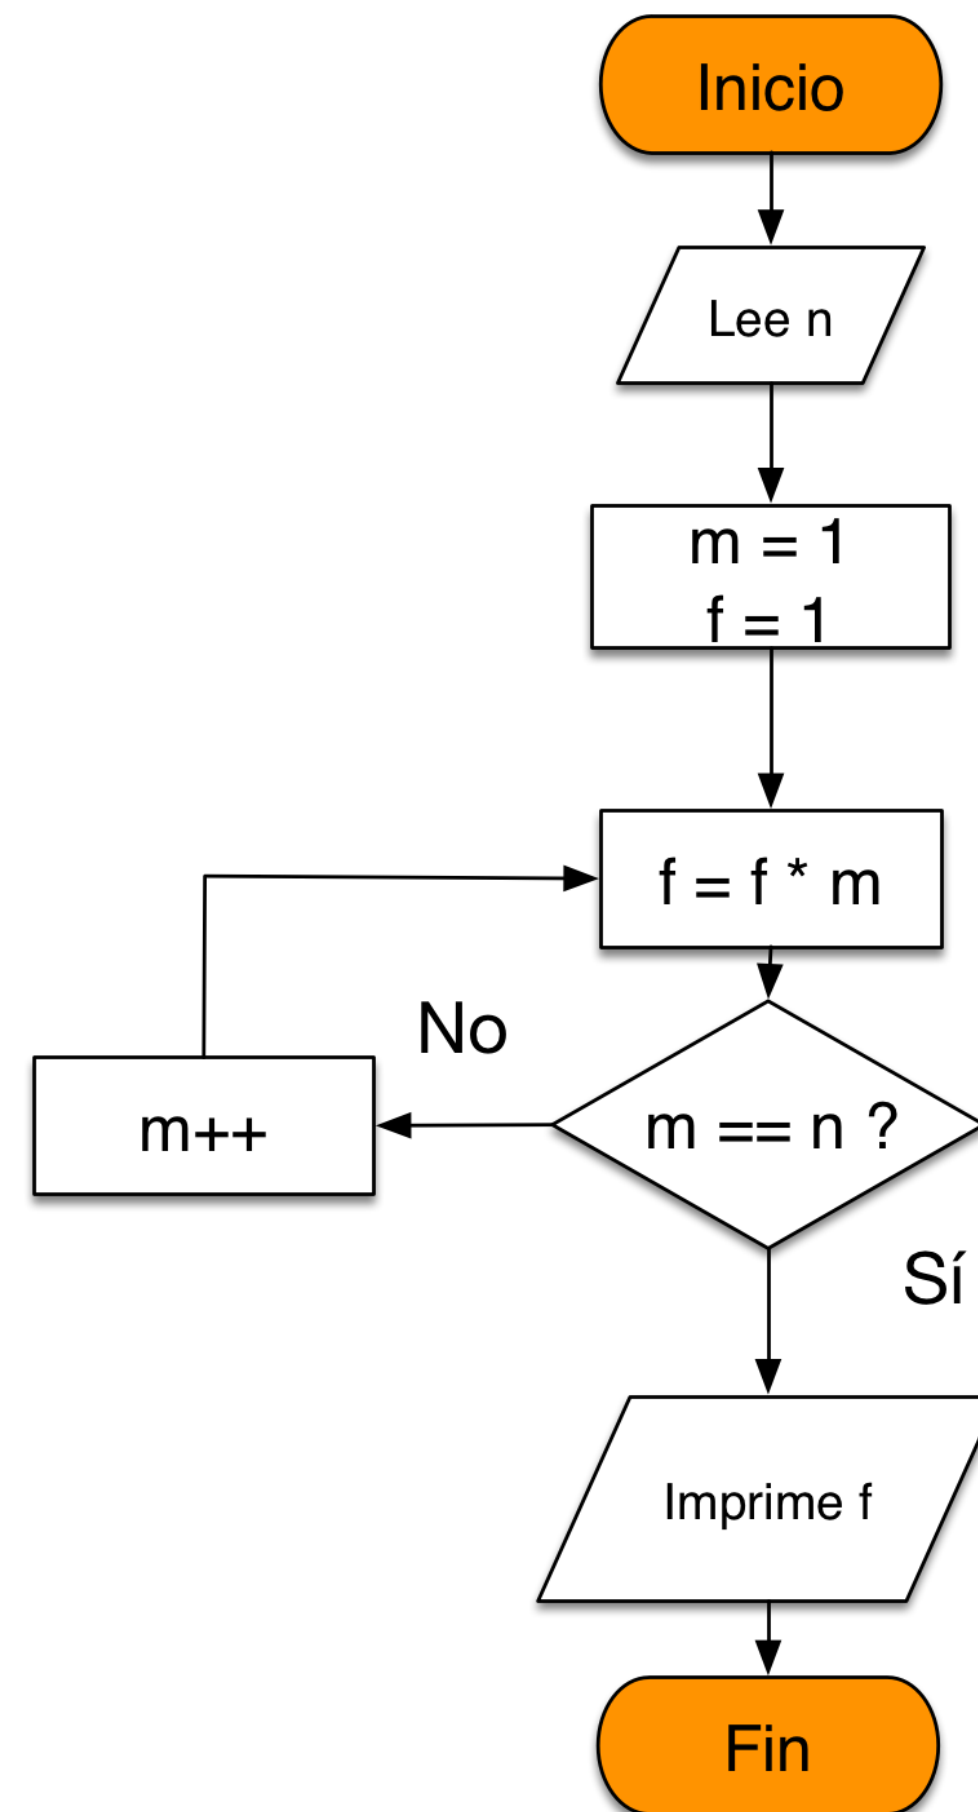 Inicio
Lee n
m = 1
f = 1
f = f * m
No
m++
m == n ?
Sí
Imprime f
Fin